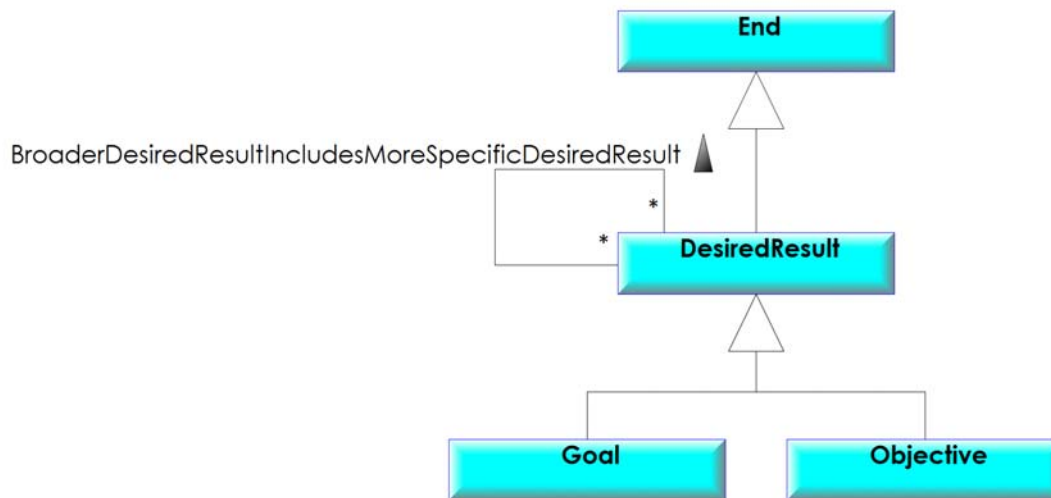 End
BroaderDesiredResultIncludesMoreSpecificDesiredResult
*
*
DesiredResult
Goal
Objective